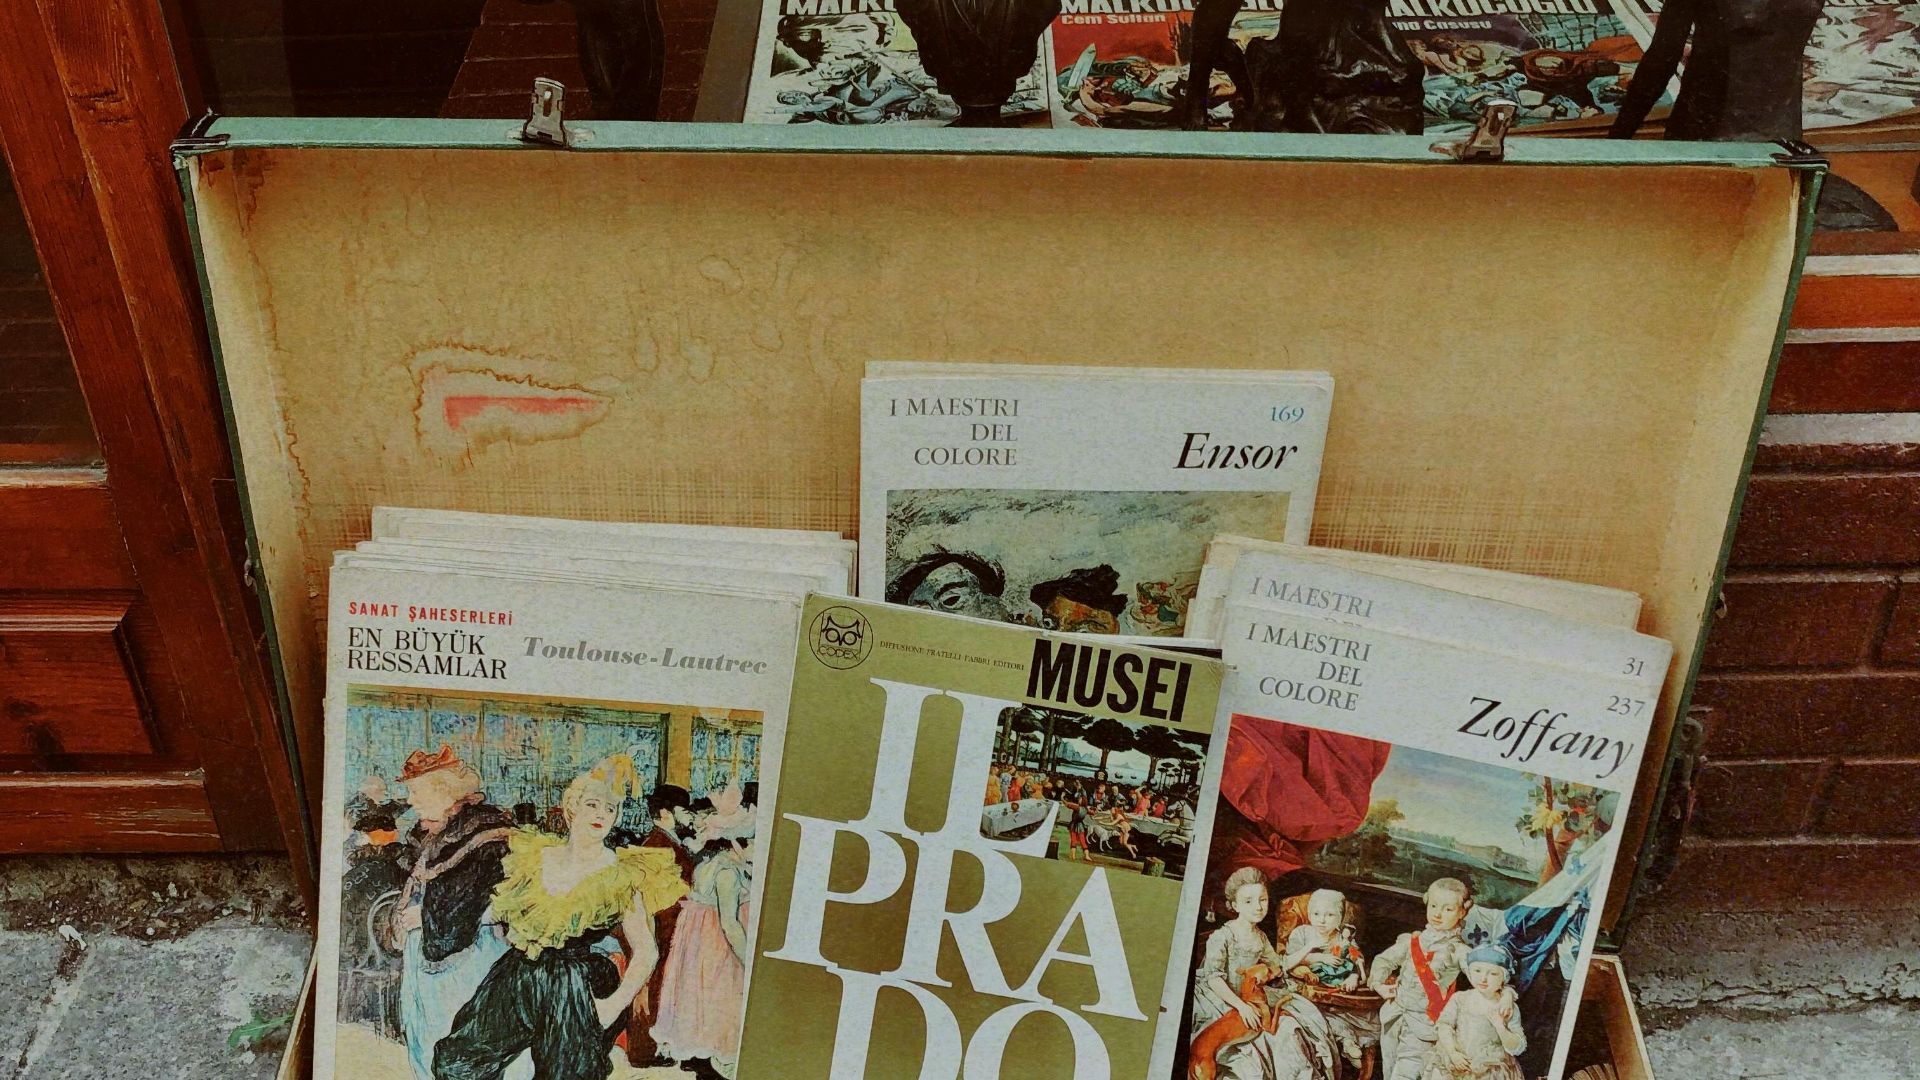 MALKOÇOĞLU
Cem Sultan
I MAESTRI
DEL
COLORE
169
Ensor
SANAT ŞAHESERLERİ
EN BÜYÜK
RESSAMLAR
Toulouse-Lautrec
CODEX
DIFFUSIONE FRATELLI FABBRI EDITORI
MUSEI
IL
PRA
DO
I MAESTRI
31
I MAESTRI
DEL
COLORE
237
Zoffany